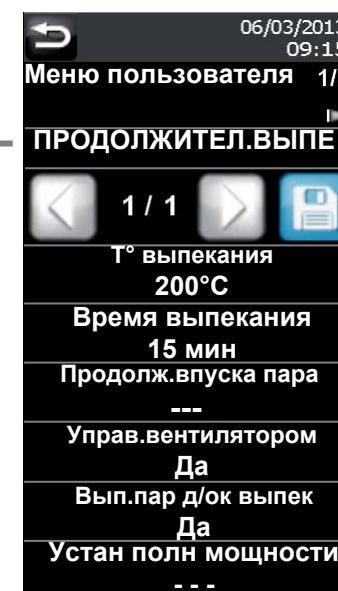 06/03/2013
09:15
Меню пользователя 1/
ПРОДОЛЖИТЕЛ.ВЫПЕ
1 / 1
T° выпекания
200°C
Время выпекания
15 мин
Продолж.впуска пара
---
Управ.вентилятором
Да
Вып.пар д/ок выпек
Да
Устан полн мощности
- - -